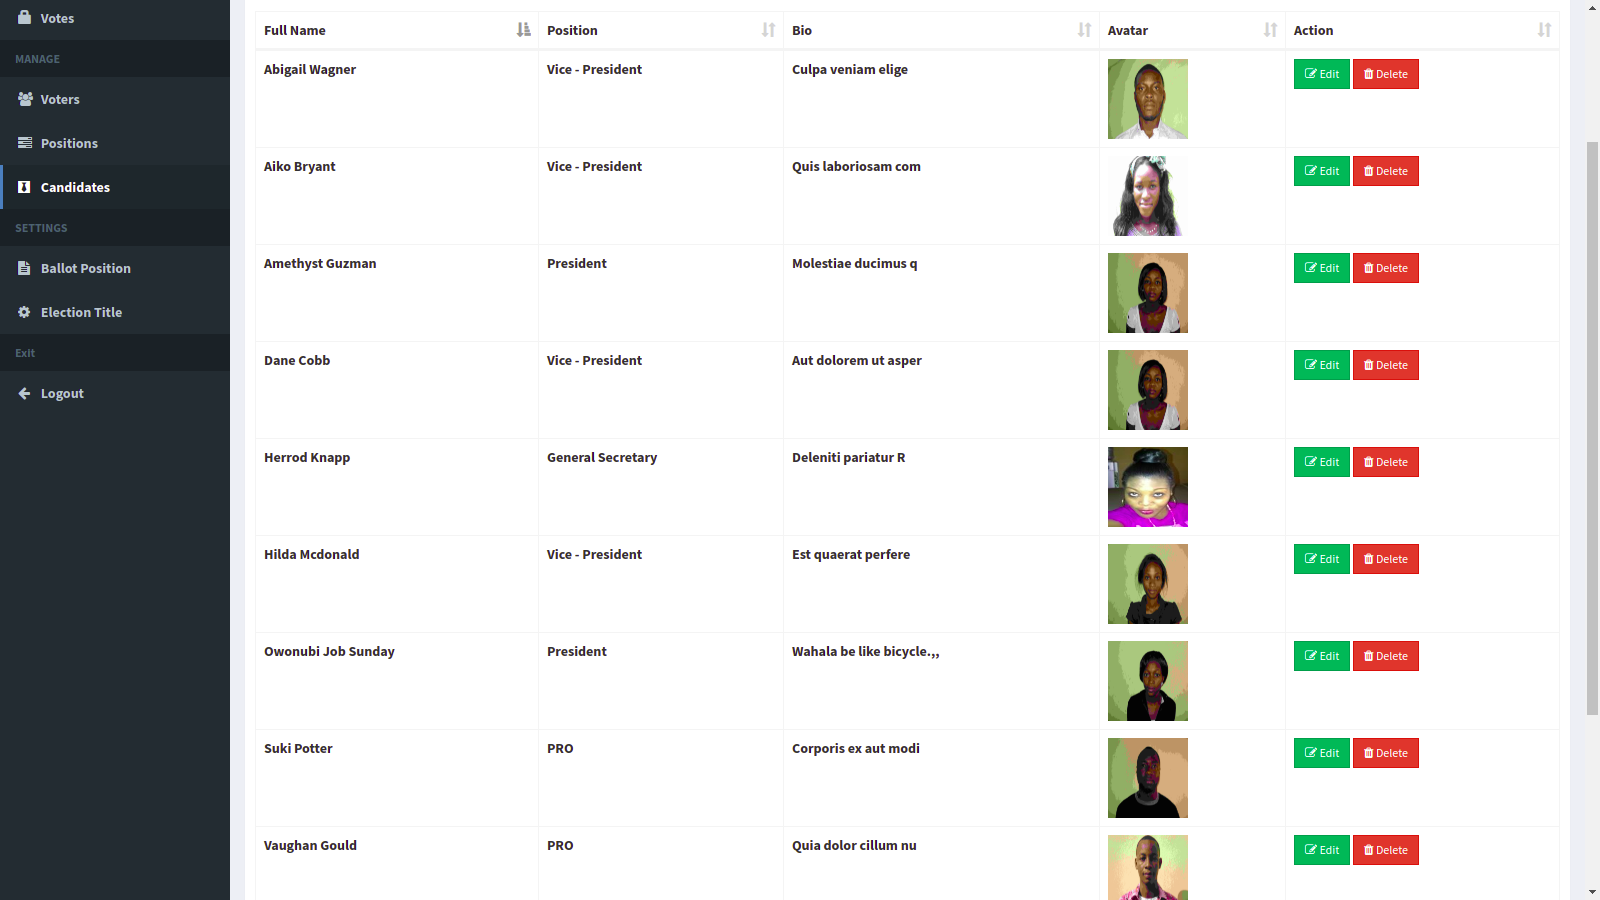 Votes
MANAGE
Voters
Positions
Candidates
SETTINGS
Ballot Position
Election Title
Exit
Logout
Full Name Position Bio Avatar Action
Abigail Wagner Vice - President Culpa veniam elige Edit Delete
Aiko Bryant Vice - President Quis laboriosam com Edit Delete
Amethyst Guzman President Molestiae ducimus q Edit Delete
Dane Cobb Vice - President Aut dolorem ut asper Edit Delete
Herrod Knapp General Secretary Deleniti pariatur R Edit Delete
Hilda Mcdonald Vice - President Est quaerat perfere Edit Delete
Owonubi Job Sunday President Wahala be like bicycle.,, Edit Delete
Suki Potter PRO Corporis ex aut modi Edit Delete
Vaughan Gould PRO Quia dolor cillum nu Edit Delete